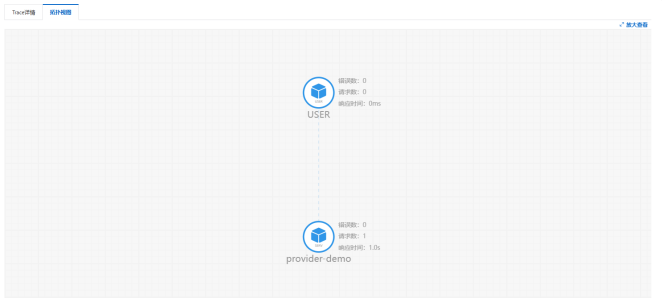 Trace详情 拓扑视图
放大查看
错误数：0
请求数：0
响应时间：0ms
USER
错误数：0
请求数：1
响应时间：1.0s
provider-demo